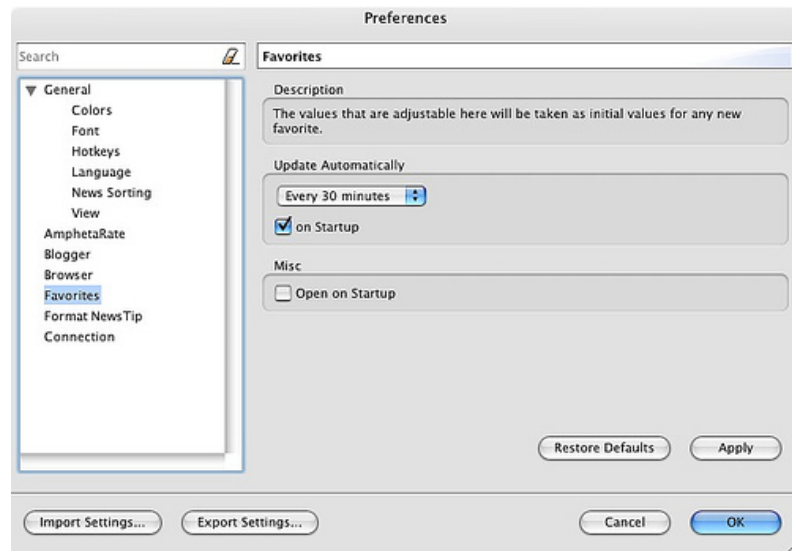 Preferences
Search
Favorites
General
Colors
Font
Hotkeys
Language
News Sorting
View
AmphetaRate
Blogger
Browser
Favorites
Format NewsTip
Connection
Description
The values that are adjustable here will be taken as initial values for any new
favorite.
Update Automatically
Every 30 minutes
on Startup
Misc
Open on Startup
Restore Defaults
Apply
Import Settings...
Export Settings...
Cancel
OK